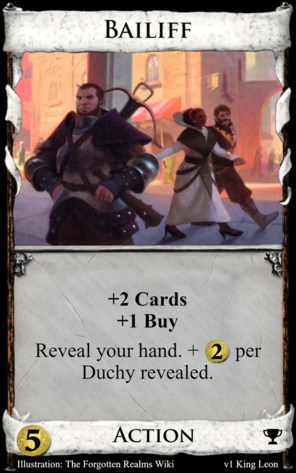 BAILIFF
+2 Cards
+1 Buy
Reveal your hand. + 2 per
Duchy revealed.
5
ACTION
Illustration: The Forgotten Realms Wiki
v1 King Leon